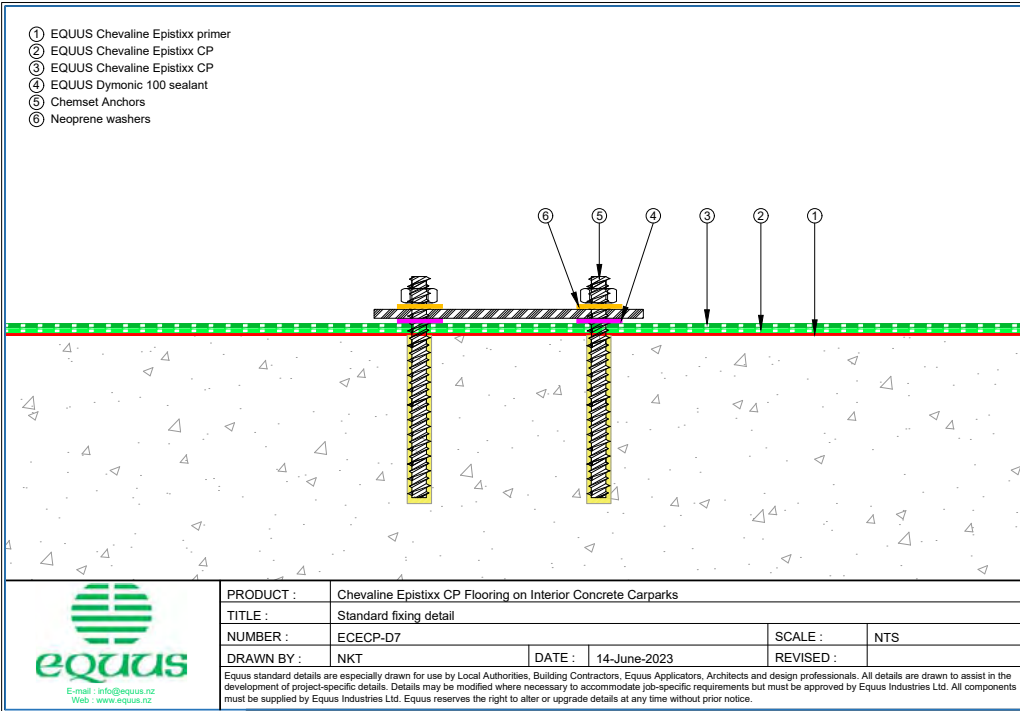 1 EQUUS Chevaline Epistixx primer
2 EQUUS Chevaline Epistixx CP
3 EQUUS Chevaline Epistixx CP
4 EQUUS Dymonic 100 sealant
5 Chemset Anchors
6 Neoprene washers
6 5 4 3 2 1
PRODUCT : Chevaline Epistixx CP Flooring on Interior Concrete Carparks
TITLE : Standard fixing detail
NUMBER : ECECP-D7 SCALE : NTS
DRAWN BY : NKT DATE : 14-June-2023 REVISED :
equus
E-mail : info@equus.nz
Web : www.equus.nz
Equus standard details are especially drawn for use by Local Authorities, Building Contractors, Equus Applicators, Architects and design professionals. All details are drawn to assist in the
development of project-specific details. Details may be modified where necessary to accommodate job-specific requirements but must be approved by Equus Industries Ltd. All components
must be supplied by Equus Industries Ltd. Equus reserves the right to alter or upgrade details at any time without prior notice.